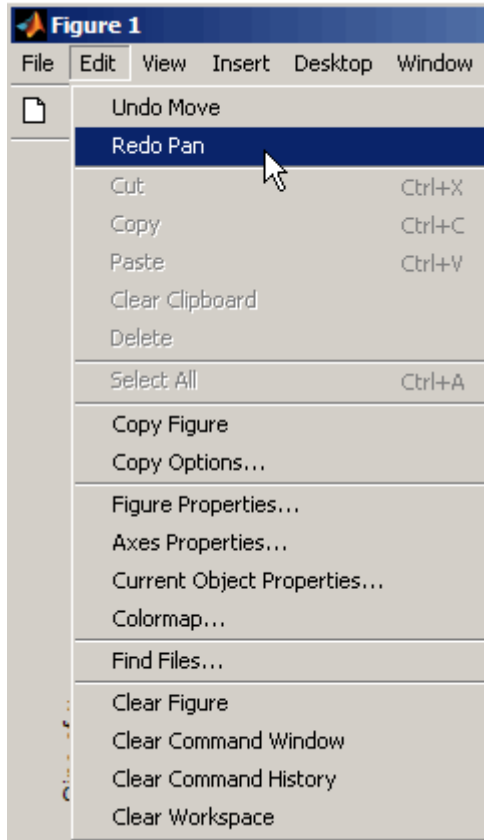 Figure 1
File Edit View Insert Desktop Window
Undo Move
Redo Pan
Cut Ctrl+X
Copy Ctrl+C
Paste Ctrl+V
Clear Clipboard
Delete
Select All Ctrl+A
Copy Figure
Copy Options...
Figure Properties...
Axes Properties...
Current Object Properties...
Colormap...
Find Files...
Clear Figure
Clear Command Window
Clear Command History
Clear Workspace